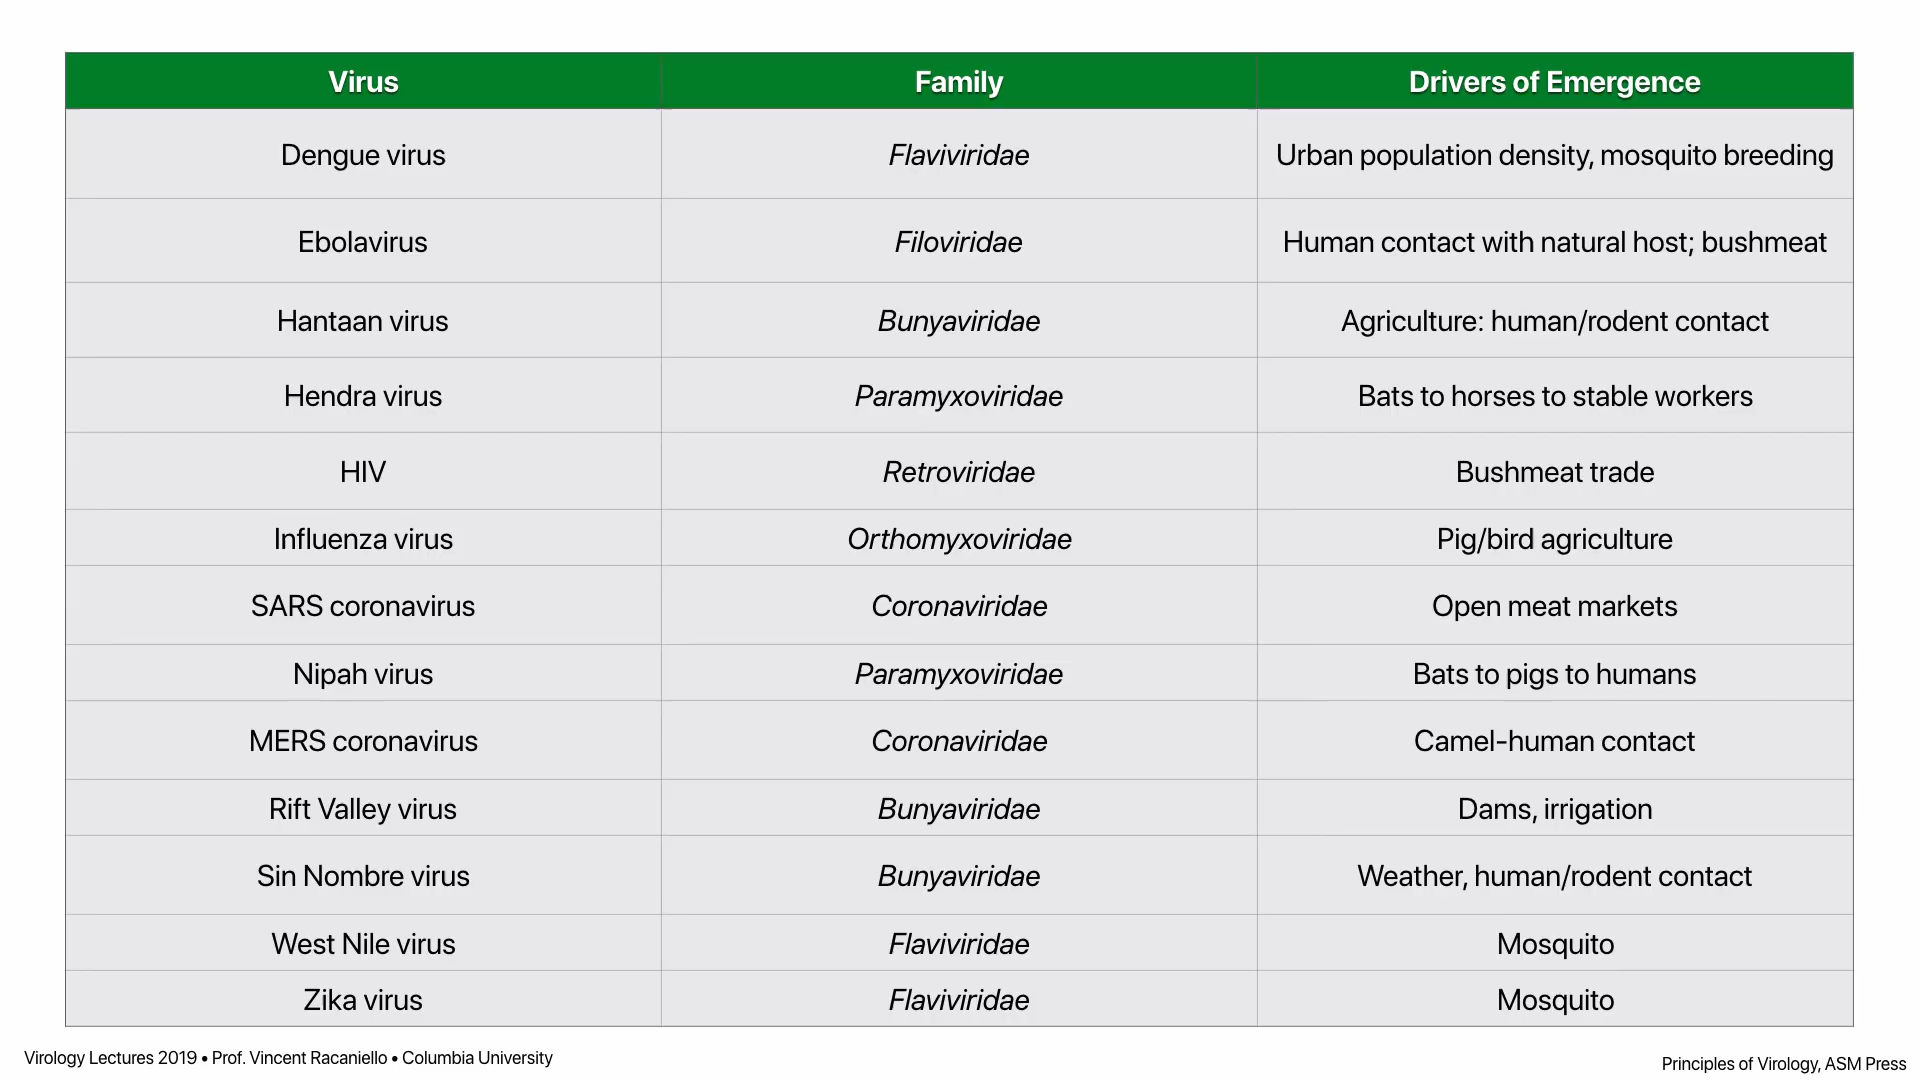 Virus Family Drivers of Emergence
Dengue virus Flaviviridae Urban population density, mosquito breeding
Ebolavirus Filoviridae Human contact with natural host; bushmeat
Hantaan virus Bunyaviridae Agriculture: human/rodent contact
Hendra virus Paramyxoviridae Bats to horses to stable workers
HIV Retroviridae Bushmeat trade
Influenza virus Orthomyxoviridae Pig/bird agriculture
SARS coronavirus Coronaviridae Open meat markets
Nipah virus Paramyxoviridae Bats to pigs to humans
MERS coronavirus Coronaviridae Camel-human contact
Rift Valley virus Bunyaviridae Dams, irrigation
Sin Nombre virus Bunyaviridae Weather, human/rodent contact
West Nile virus Flaviviridae Mosquito
Zika virus Flaviviridae Mosquito
Virology Lectures 2019 • Prof. Vincent Racaniello • Columbia University
Principles of Virology, ASM Press